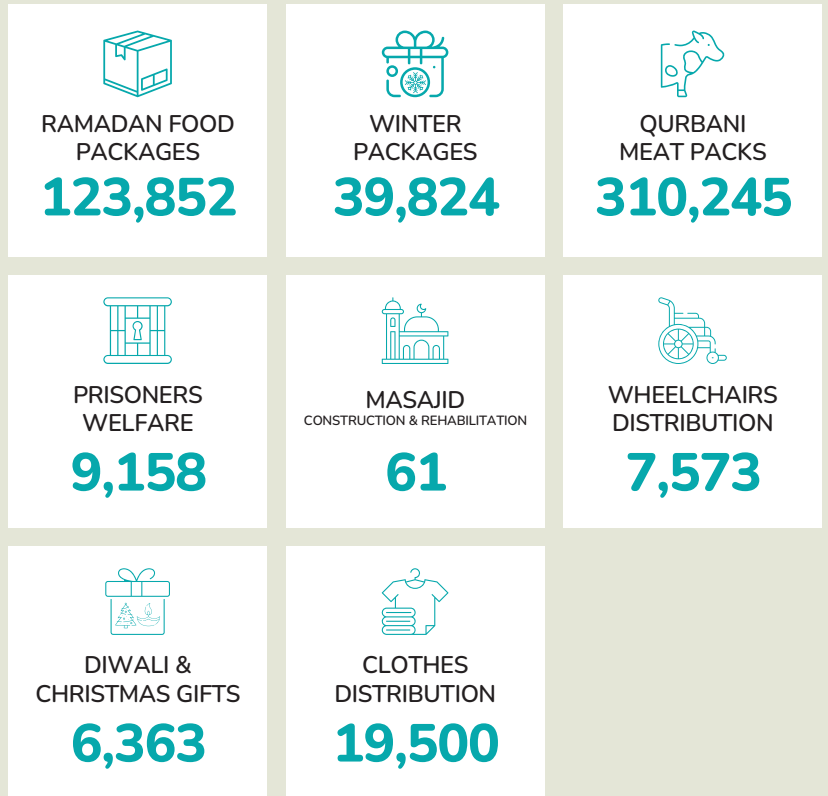 RAMADAN FOOD
PACKAGES
123,852
WINTER
PACKAGES
39,824
QURBANI
MEAT PACKS
310,245
PRISONERS
WELFARE
9,158
MASAJID
CONSTRUCTION & REHABILITATION
61
WHEELCHAIRS
DISTRIBUTION
7,573
DIWALI &
CHRISTMAS GIFTS
6,363
CLOTHES
DISTRIBUTION
19,500